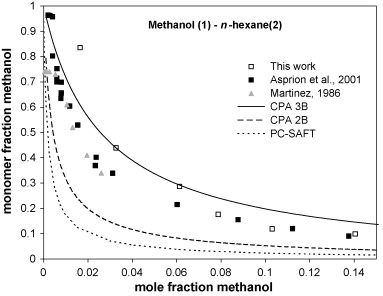 Methanol (1) - n-hexane(2)
This work
Asprion et al., 2001
Martinez, 1986
CPA 3B
CPA 2B
PC-SAFT
monomer fraction methanol
1
0.9
0.8
0.7
0.6
0.5
0.4
0.3
0.2
0.1
0
0 0.02 0.04 0.06 0.08 0.1 0.12 0.14
mole fraction methanol